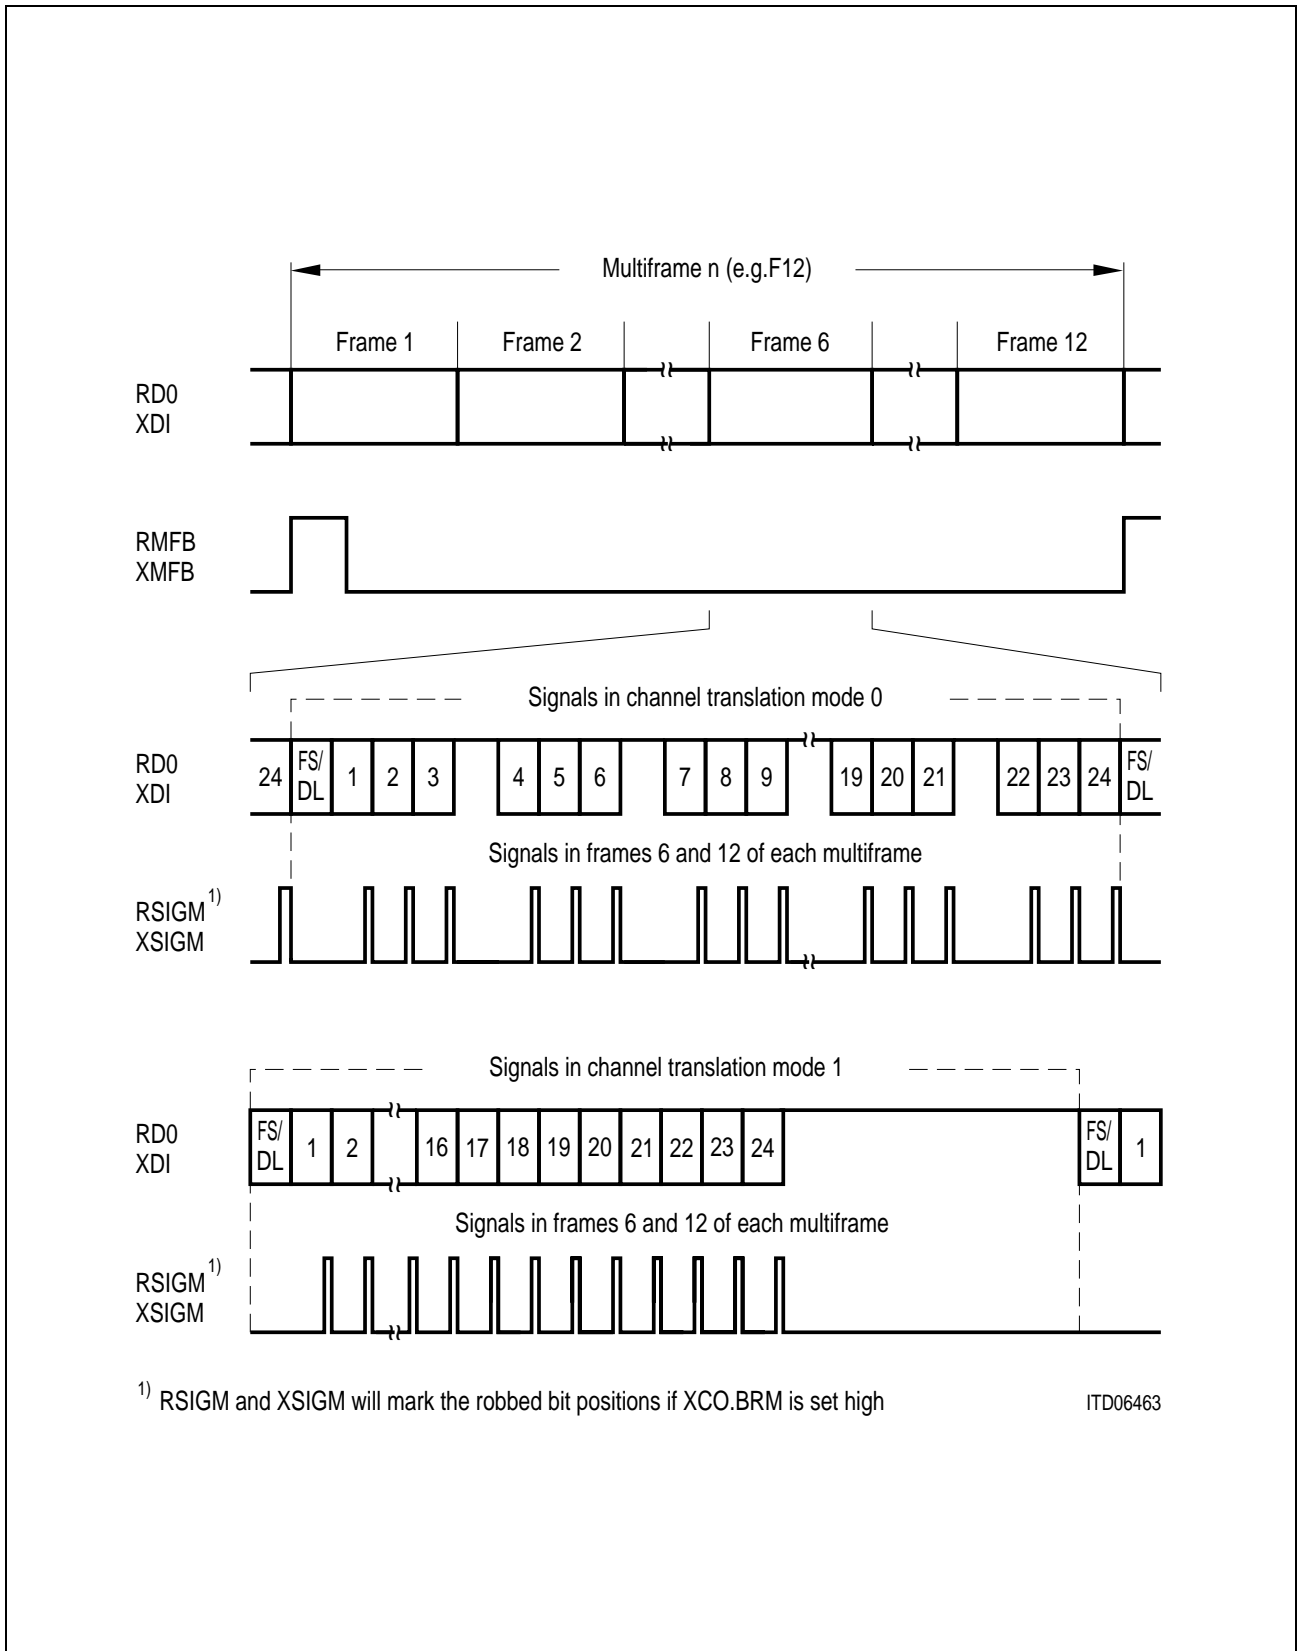 Multiframe n (e.g.F12)
Frame 1 Frame 2 Frame 6 Frame 12
RD0
XDI
RMFB
XMFB
Signals in channel translation mode 0
RD0
XDI
24 FS/DL 1 2 3 4 5 6 7 8 9 19 20 21 22 23 24 FS/DL
Signals in frames 6 and 12 of each multiframe
RSIGM 1)
XSIGM
Signals in channel translation mode 1
RD0
XDI
FS/DL 1 2 16 17 18 19 20 21 22 23 24 FS/DL 1
Signals in frames 6 and 12 of each multiframe
RSIGM 1)
XSIGM
1) RSIGM and XSIGM will mark the robbed bit positions if XCO.BRM is set high ITD06463